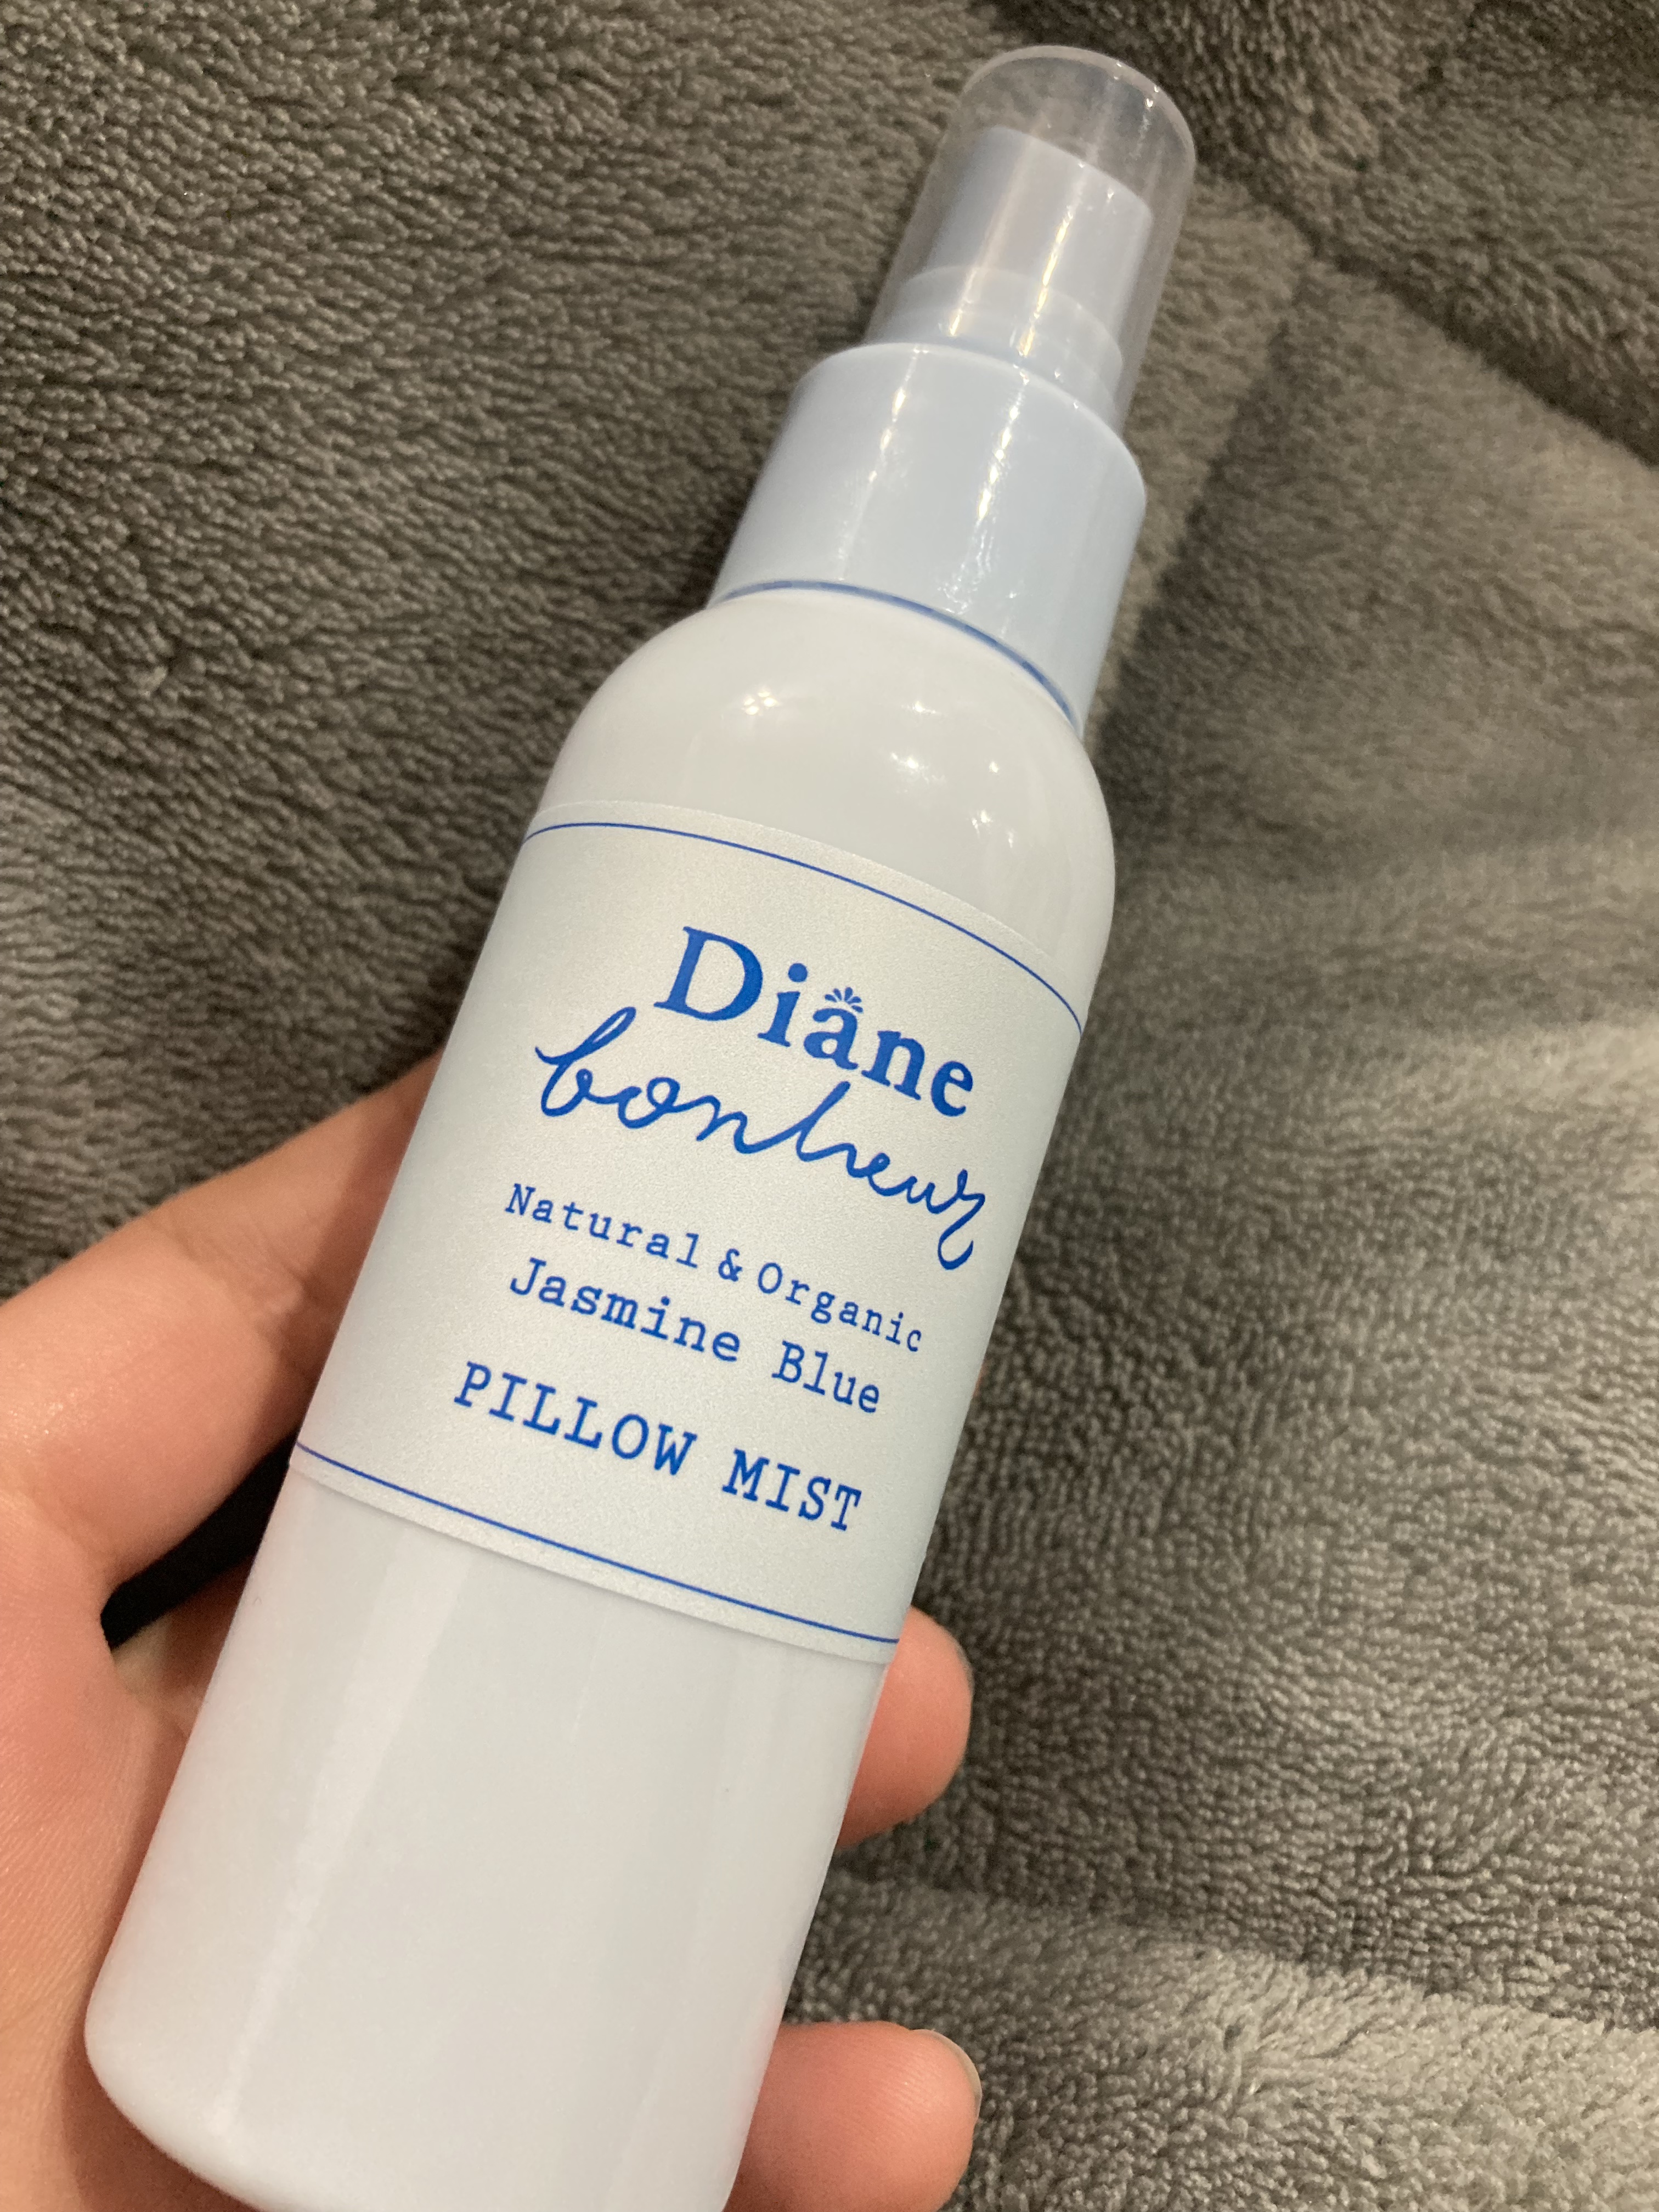 Diane
bonheur
Natural & Organic
Jasmine Blue
PILLOW MIST